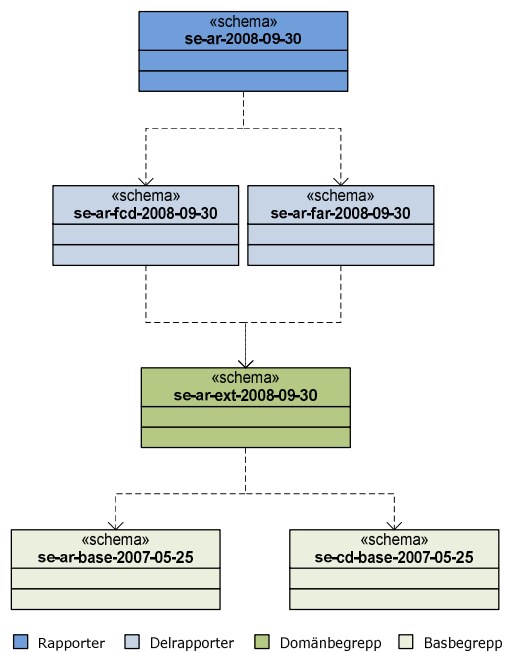 «schema»
se-ar-2008-09-30
«schema»
se-ar-fcd-2008-09-30
«schema»
se-ar-far-2008-09-30
«schema»
se-ar-ext-2008-09-30
«schema»
se-ar-base-2007-05-25
«schema»
se-cd-base-2007-05-25
Rapporter Delrapporter Domänbegrepp Basbegrepp